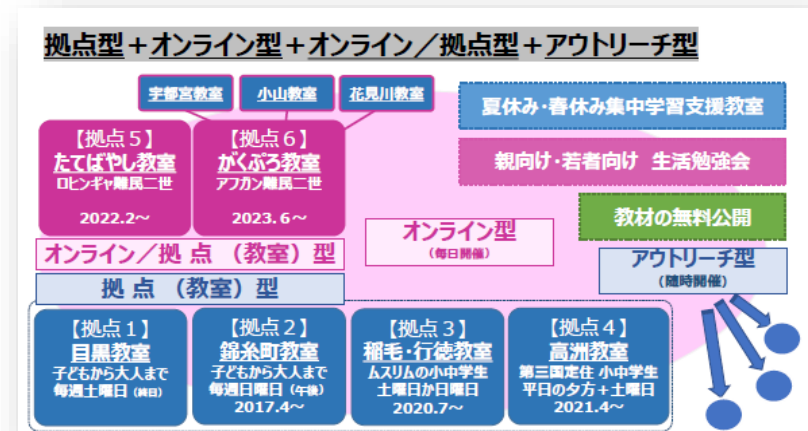 拠点型+オンライン型+オンライン/拠点型+アウトリーチ型
宇都宮教室
小山教室
花見川教室
夏休み・春休み集中学習支援教室
【拠点5】
たてばやし教室
ロヒンギャ難民二世
2022.2～
【拠点6】
がくぷろ教室
アフガン難民二世
2023.6～
親向け・若者向け 生活勉強会
教材の無料公開
オンライン型
(毎日開催)
オンライン/拠点(教室)型
アウトリーチ型
(随時開催)
拠点(教室)型
【拠点1】
目黒教室
子どもから大人まで
毎週土曜日(終日)
【拠点2】
錦糸町教室
子どもから大人まで
毎週日曜日(午後)
2017.4～
【拠点3】
稲毛・行徳教室
ムスリムの小中学生
土曜日か日曜日
2020.7～
【拠点4】
高洲教室
第三国定住 小中学生
平日の夕方+土曜日
2021.4～